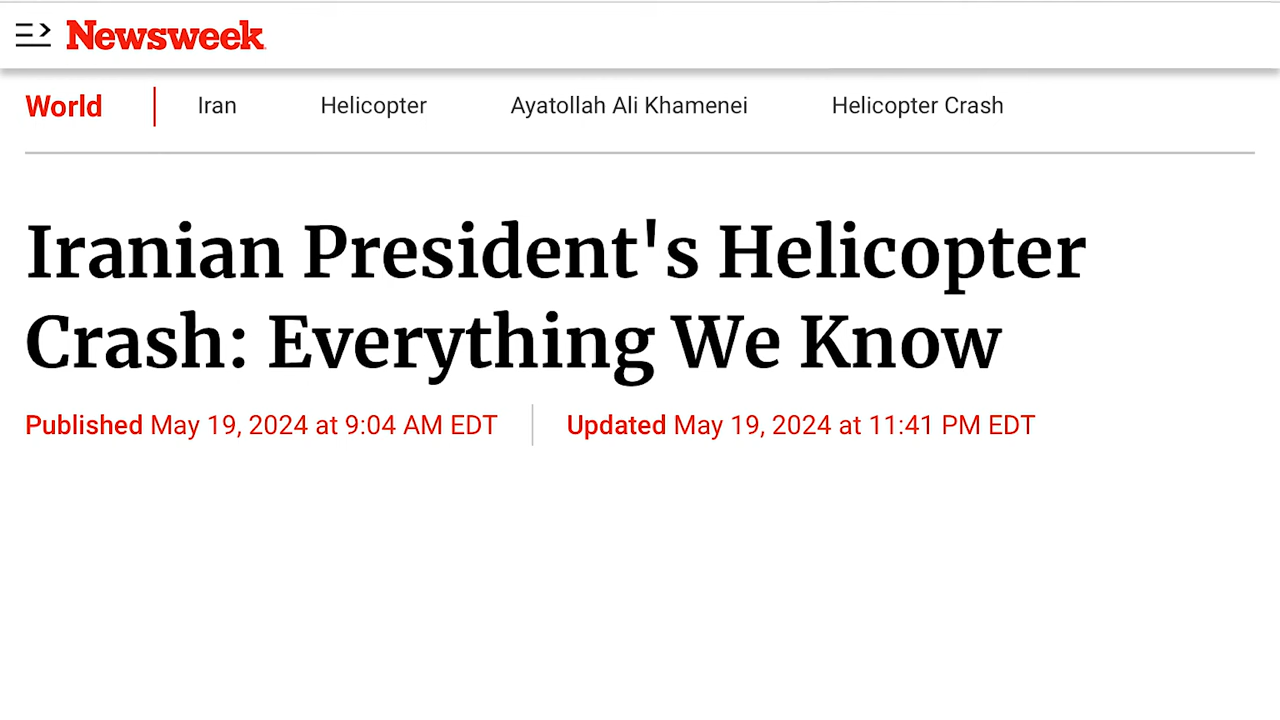 Newsweek
World Iran Helicopter Ayatollah Ali Khamenei Helicopter Crash
Iranian President's Helicopter
Crash: Everything We Know
Published May 19, 2024 at 9:04 AM EDT Updated May 19, 2024 at 11:41 PM EDT